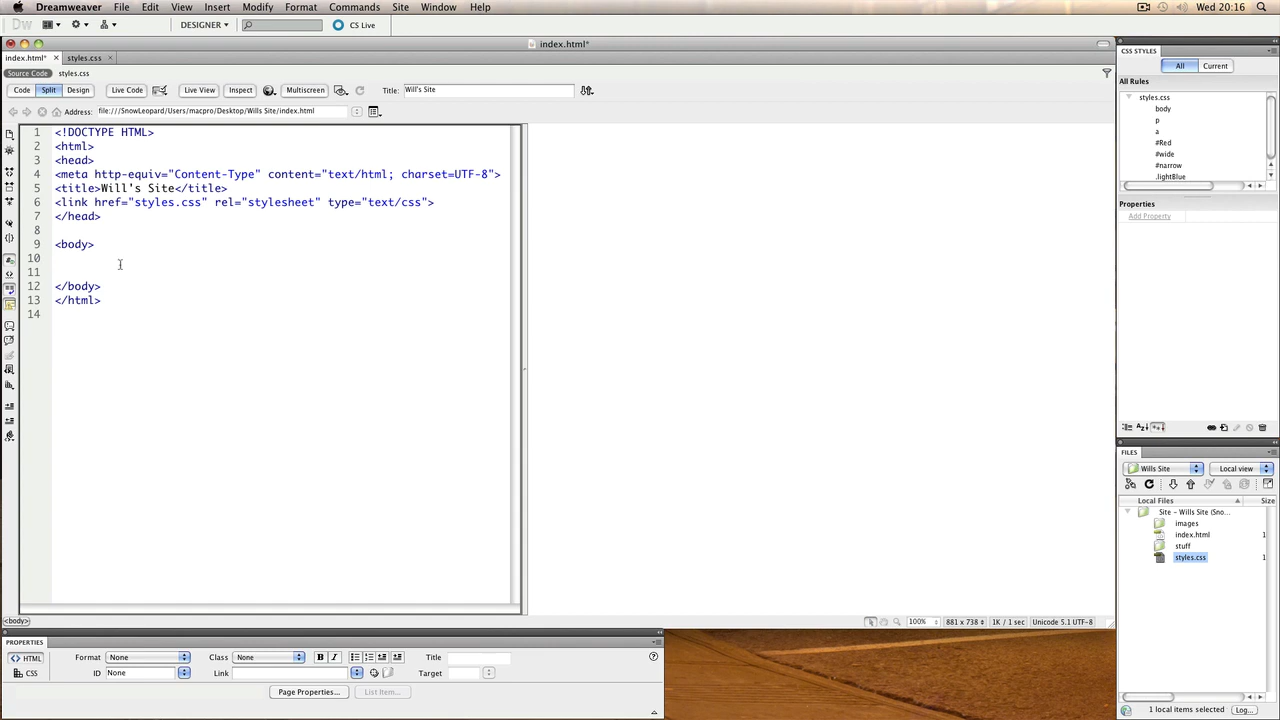 Dreamweaver File Edit View Insert Modify Format Commands Site Window Help Wed 20:16
Dw DESIGNER CS Live
index.html*
index.html* styles.css
Source Code styles.css
Code Split Design Live Code Live View Inspect Multiscreen Title: Will's Site
Address: file:///SnowLeopard/Users/macpro/Desktop/Wills Site/index.html
1 <!DOCTYPE HTML>
2 <html>
3 <head>
4 <meta http-equiv="Content-Type" content="text/html; charset=UTF-8">
5 <title>Will's Site</title>
6 <link href="styles.css" rel="stylesheet" type="text/css">
7 </head>
8
9 <body>
10
11
12 </body>
13 </html>
14
<body> 100% 881 x 738 1K / 1 sec Unicode 5.1 UTF-8
PROPERTIES
HTML Format None Class None B I Title
CSS ID None Link Target
Page Properties... List Item...
CSS STYLES
All Current
All Rules
styles.css
body
p
a
#Red
#wide
#narrow
.lightBlue
Properties
Add Property
FILES
Wills Site Local view
Local Files Size
Site - Wills Site (Sno...
images
index.html 1
stuff
styles.css 1
1 local items selected Log...